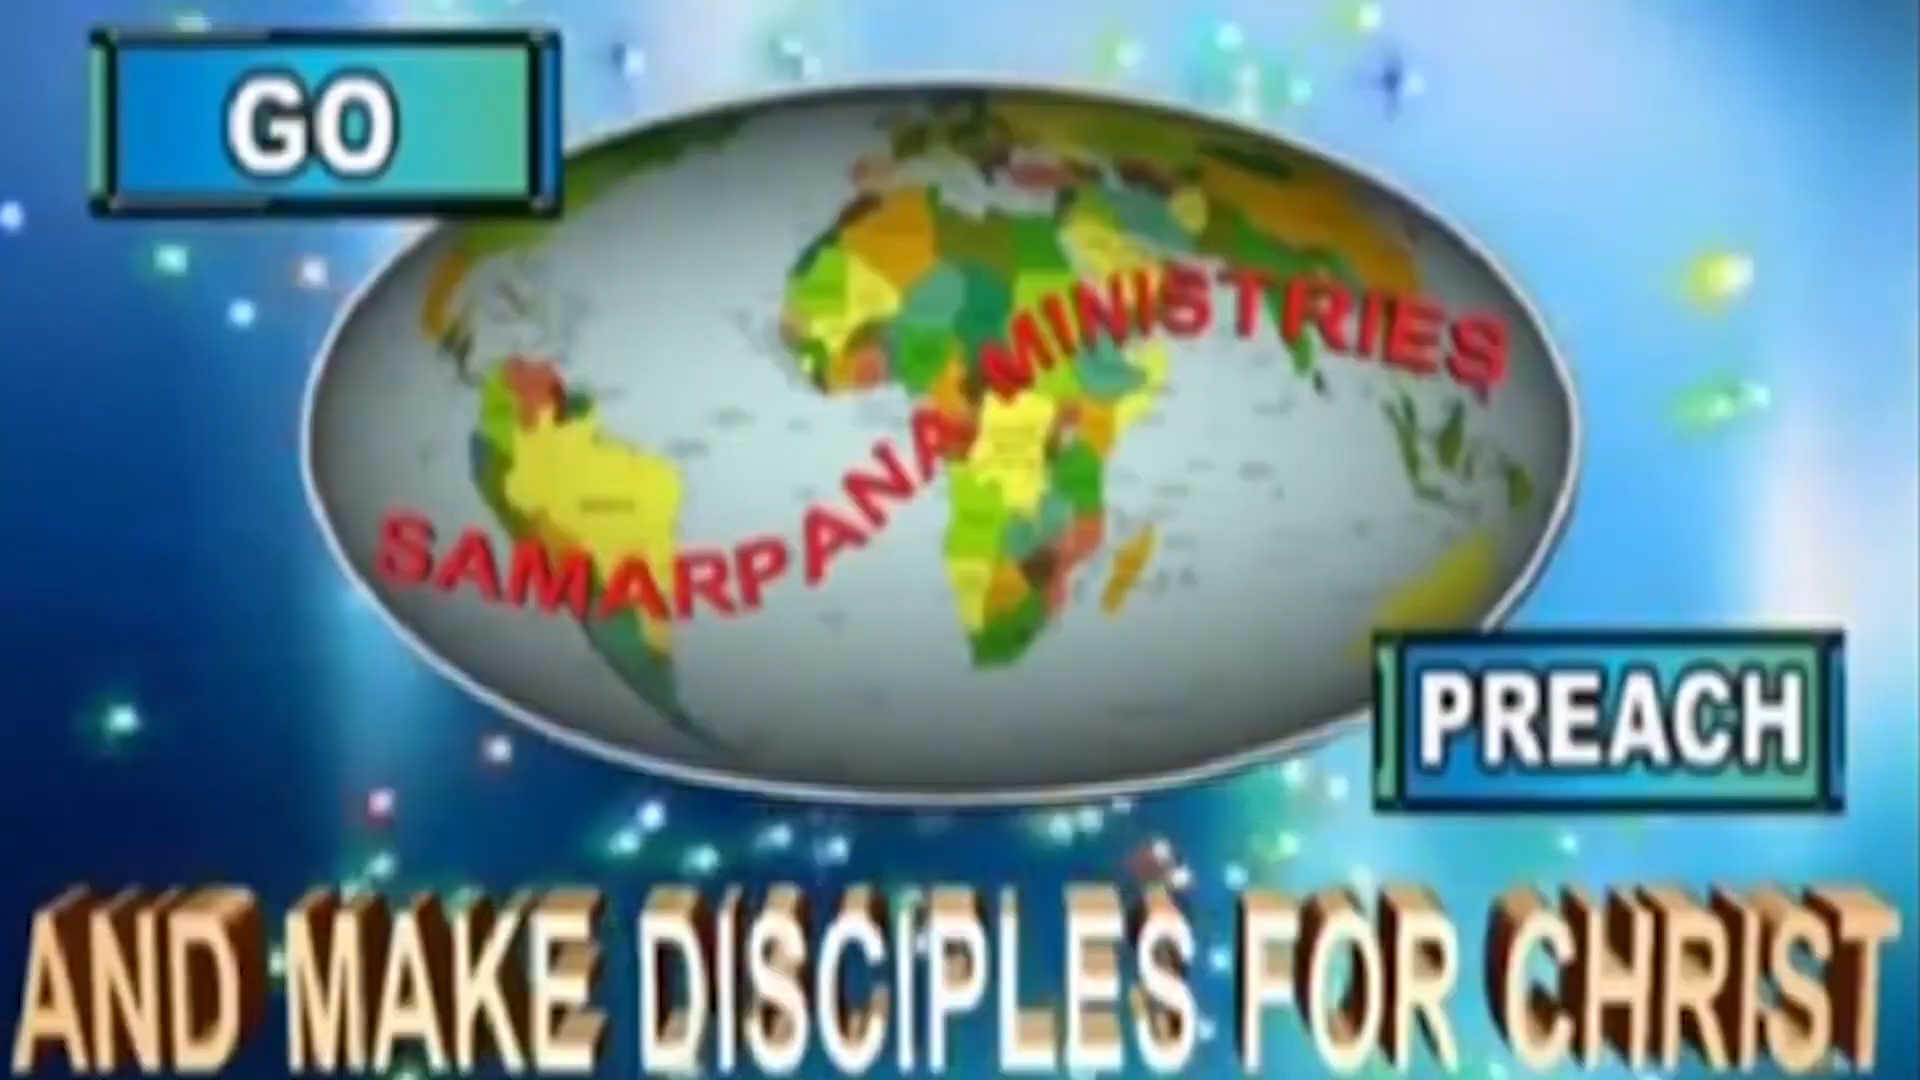 GO
SAMARPANA MINISTRIES
PREACH
AND MAKE DISCIPLES FOR CHRIST